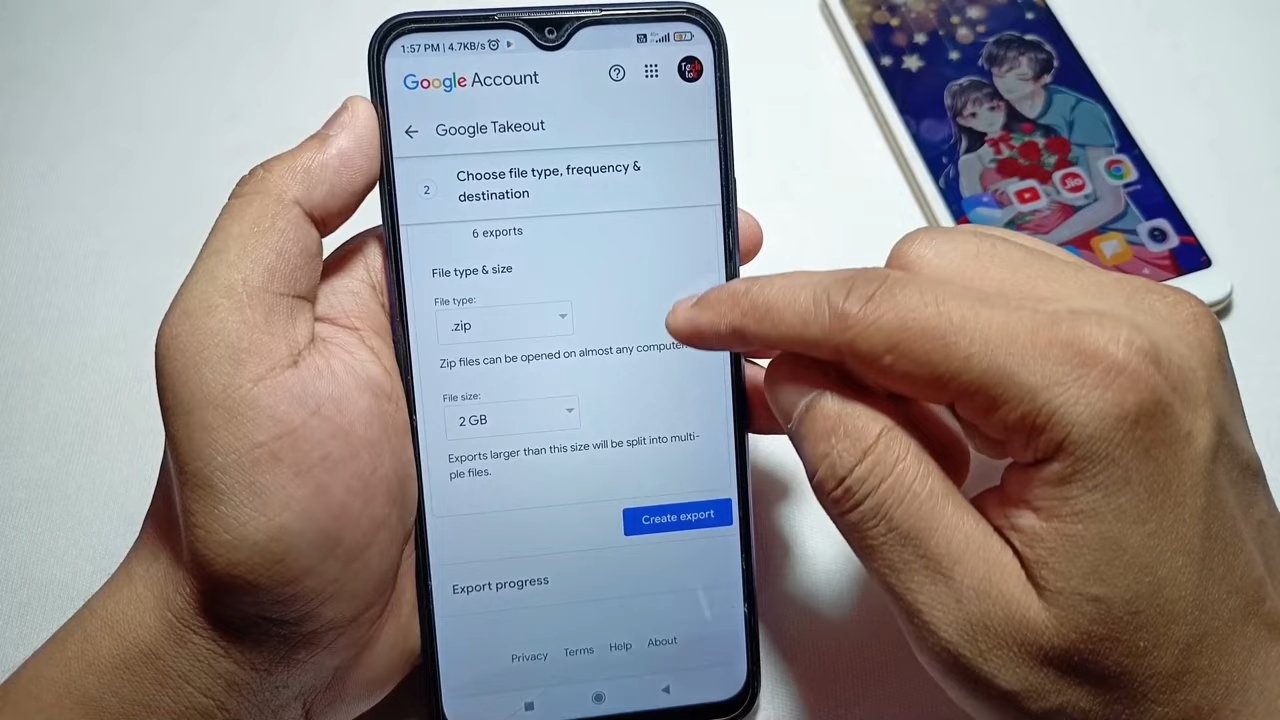 1:57 PM | 4.7KB/s
Google Account
Tech
Google Takeout
2
Choose file type, frequency &
destination
6 exports
File type & size
File type:
.zip
Zip files can be opened on almost any computer
File size:
2 GB
Exports larger than this size will be split into multi-
ple files.
Create export
Export progress
Privacy Terms Help About
Jio